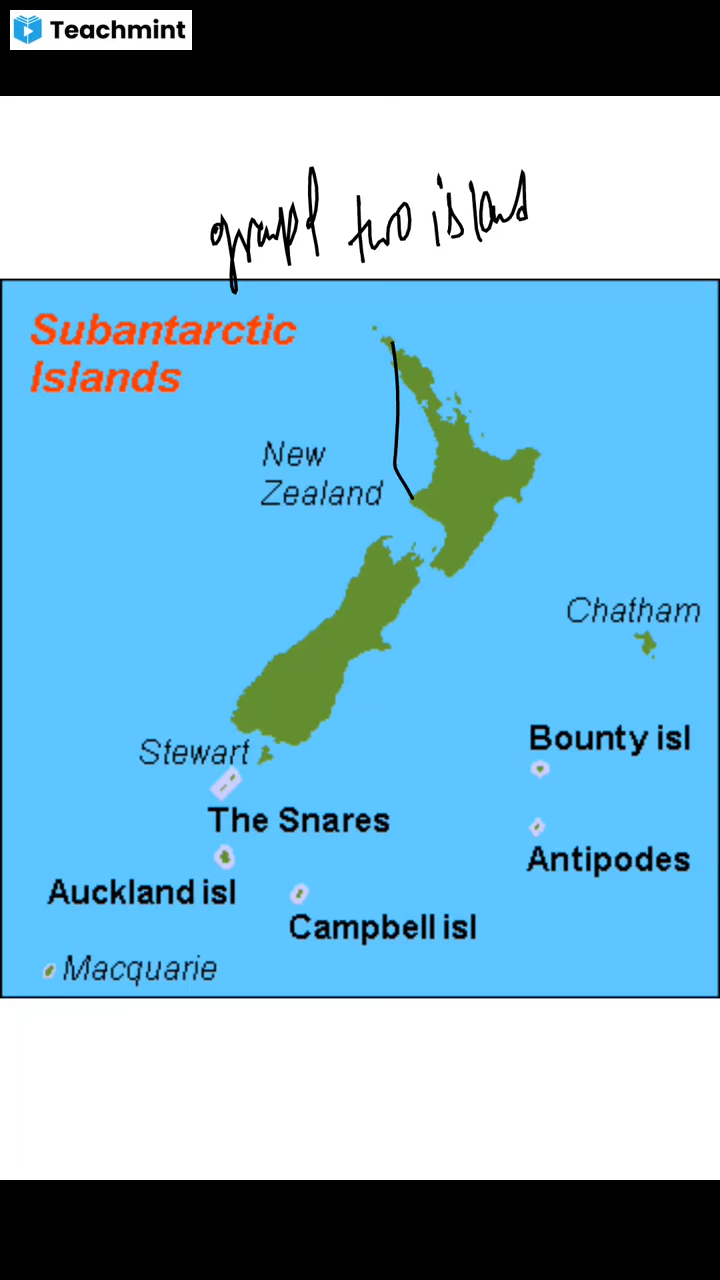 Teachmint
two island
Subantarctic
Islands
New
Zealand
Chatham
Bounty isl
Stewart
The Snares
Antipodes
Auckland isl
Campbell isl
Macquarie